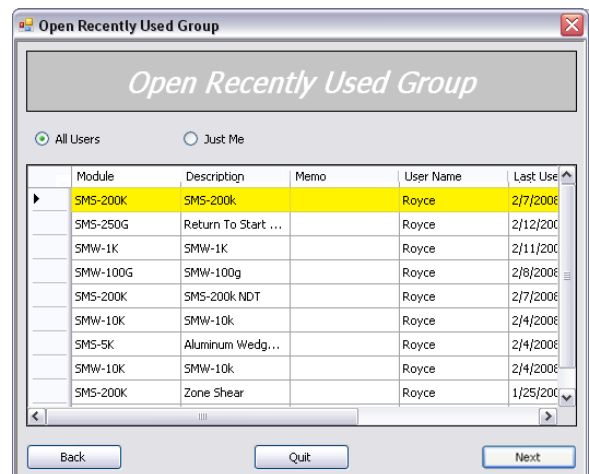 Open Recently Used Group
Open Recently Used Group
All Users Just Me
Module Description Memo User Name Last Use
SMS-200K SMS-200k Royce 2/7/2008
SMS-250G Return To Start ... Royce 2/12/200
SMW-1K SMW-1K Royce 2/11/200
SMW-100G SMW-100g Royce 2/8/2008
SMS-200K SMS-200k NDT Royce 2/7/2008
SMW-10K SMW-10k Royce 2/4/2008
SMS-5K Aluminum Wedg... Royce 2/4/2008
SMW-10K SMW-10k Royce 2/4/2008
SMS-200K Zone Shear Royce 1/25/200
Back Quit Next